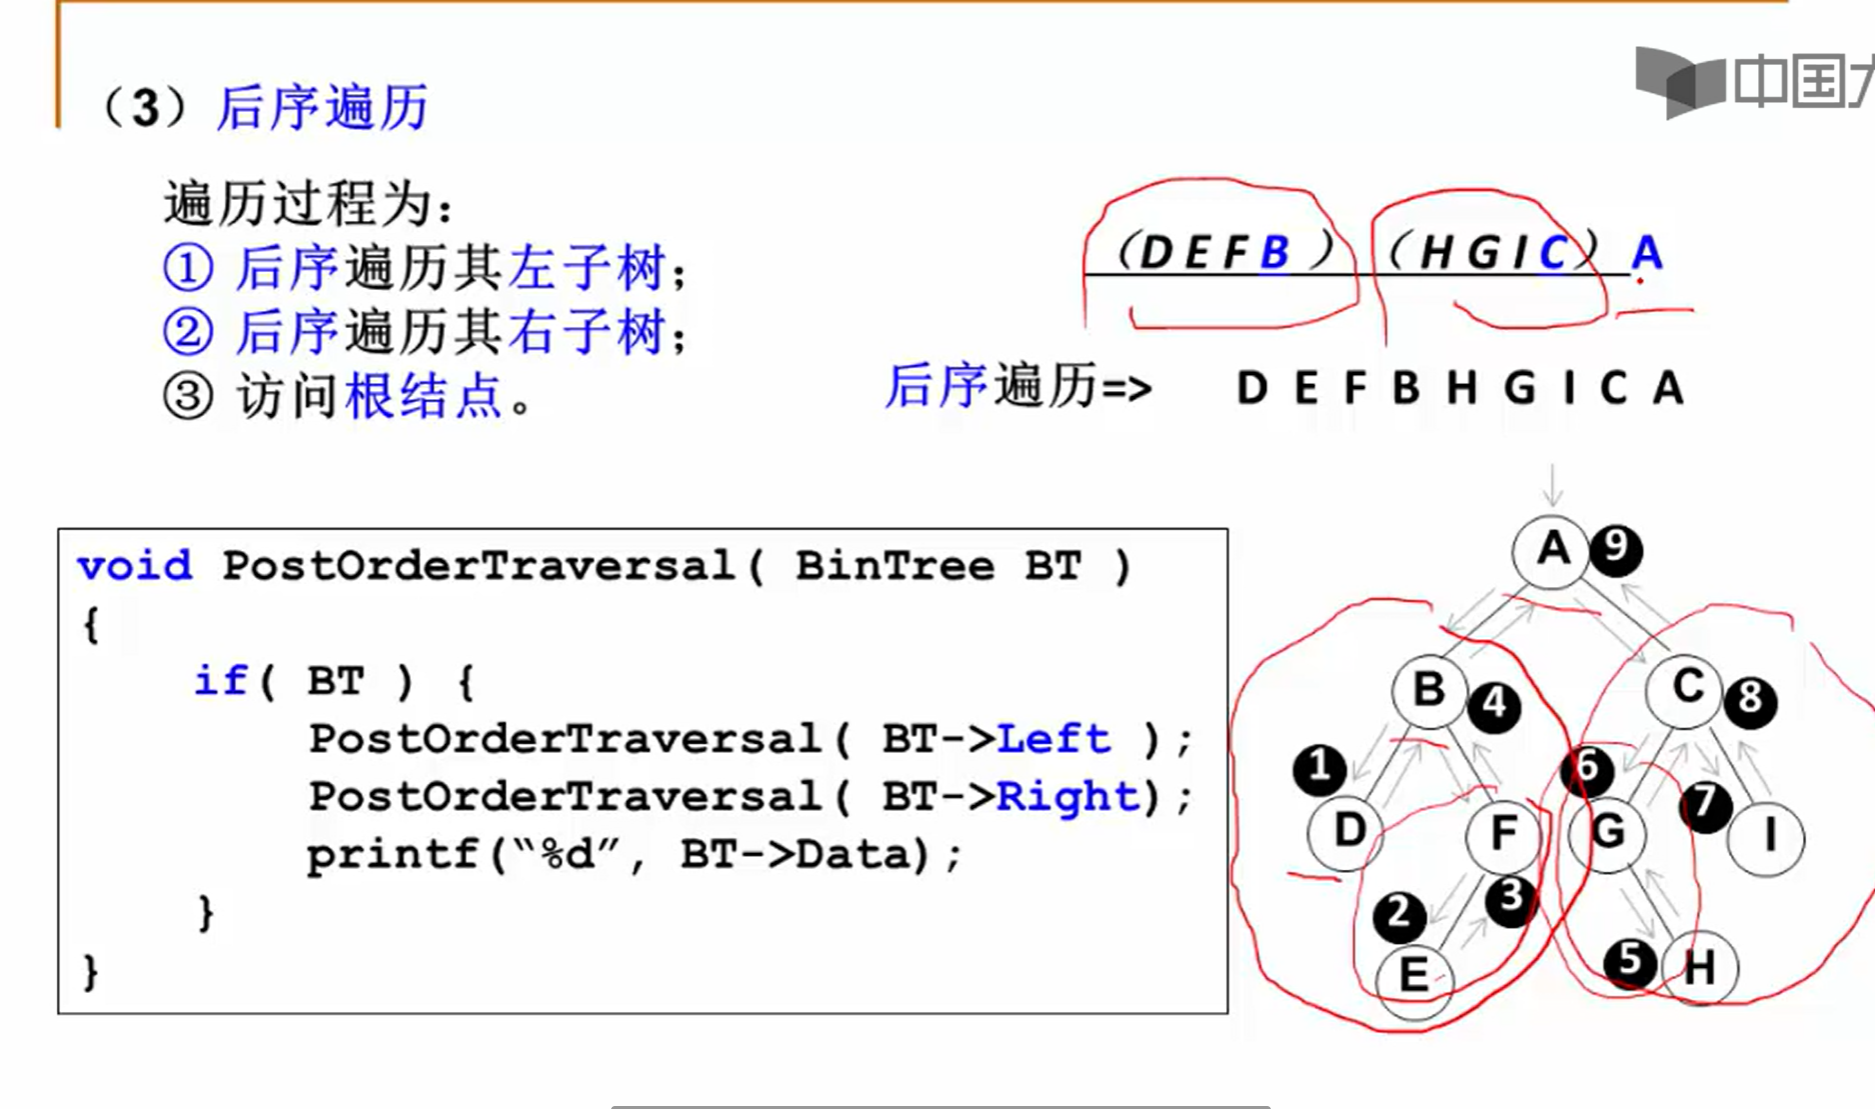 中国大
（3）后序遍历
遍历过程为：
① 后序遍历其左子树；
② 后序遍历其右子树；
③ 访问根结点。
（D E F B ） （H G I C） A
后序遍历=> D E F B H G I C A
void PostOrderTraversal( BinTree BT )
{
if( BT ) {
PostOrderTraversal( BT->Left );
PostOrderTraversal( BT->Right);
printf(“%d”, BT->Data);
}
}
A 9
B 4 C 8
1 6 7
D F G I
2 3
E 5 H